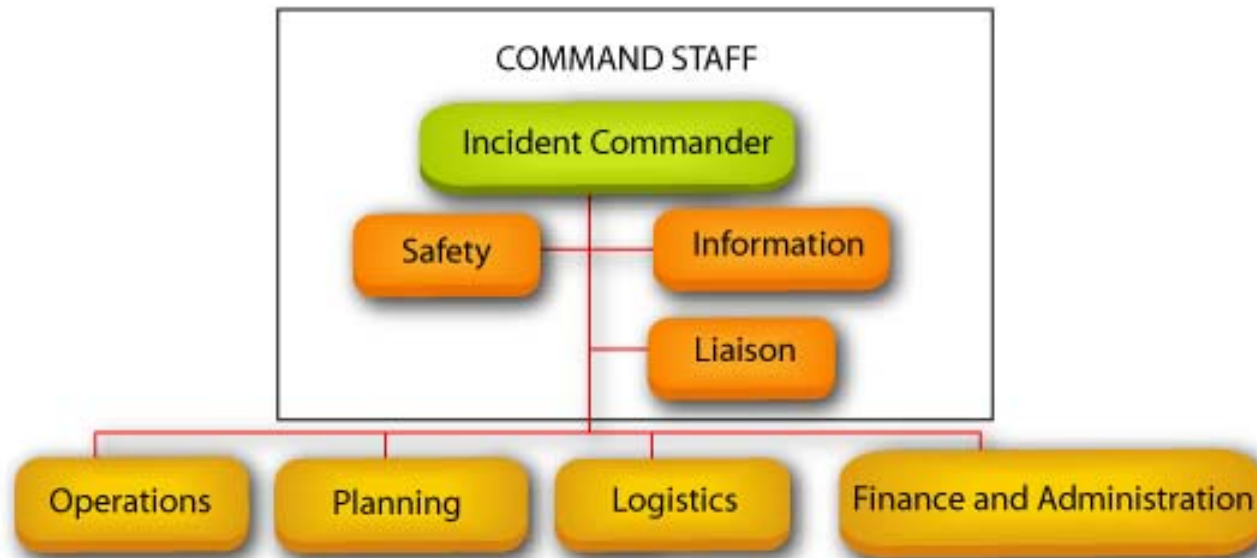 COMMAND STAFF
Incident Commander
Safety
Information
Liaison
Operations
Planning
Logistics
Finance and Administration